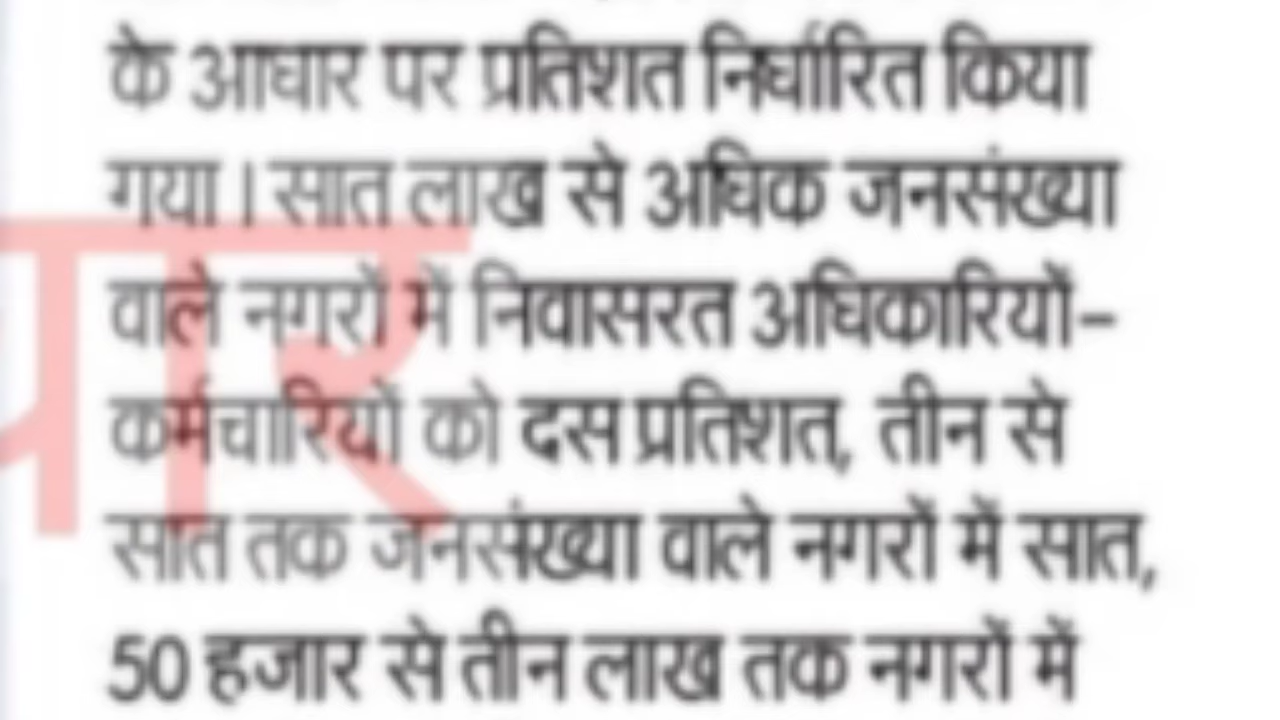 के आधार पर प्रतिशत निर्धारित किया
गया। सात लाख से अधिक जनसंख्या
वाले नगरों में निवासरत अधिकारियों-
कर्मचारियों को दस प्रतिशत, तीन से
सात तक जनसंख्या वाले नगरों में सात,
50 हजार से तीन लाख तक नगरों में